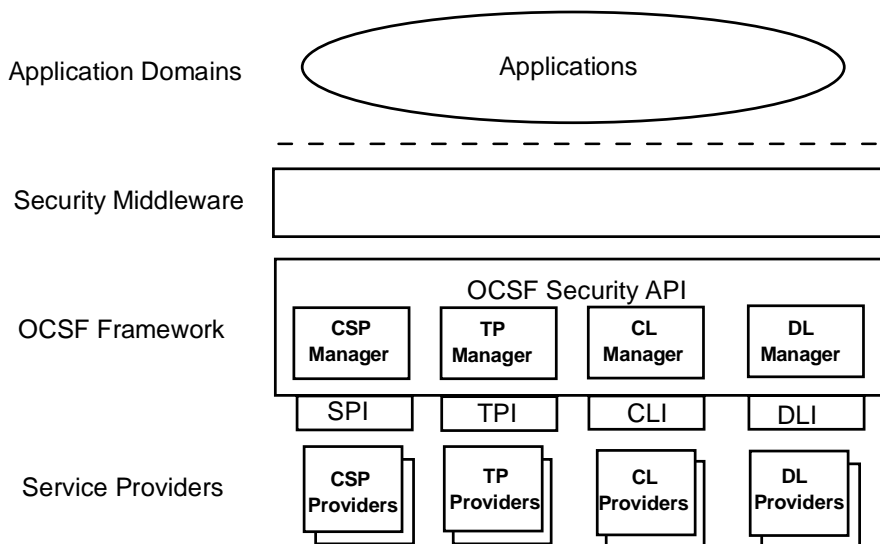 Application Domains
Applications
Security Middleware
OCSF Security API
OCSF Framework
CSP
Manager
TP
Manager
CL
Manager
DL
Manager
SPI
TPI
CLI
DLI
Service Providers
CSP
Providers
TP
Providers
CL
Providers
DL
Providers